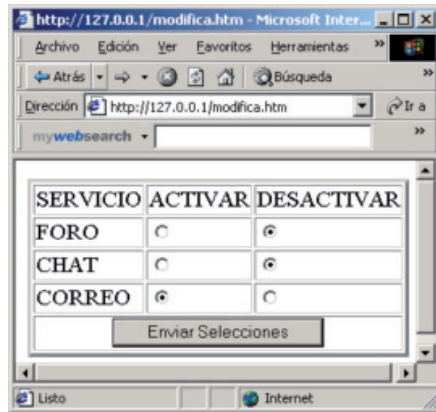 http://127.0.0.1/modifica.htm - Microsoft Inter...
Archivo Edición Ver Favoritos Herramientas »
Atrás Búsqueda »
Dirección http://127.0.0.1/modifica.htm Ir a
mywebsearch »
SERVICIO ACTIVAR DESACTIVAR
FORO
CHAT
CORREO
Enviar Selecciones
Listo Internet